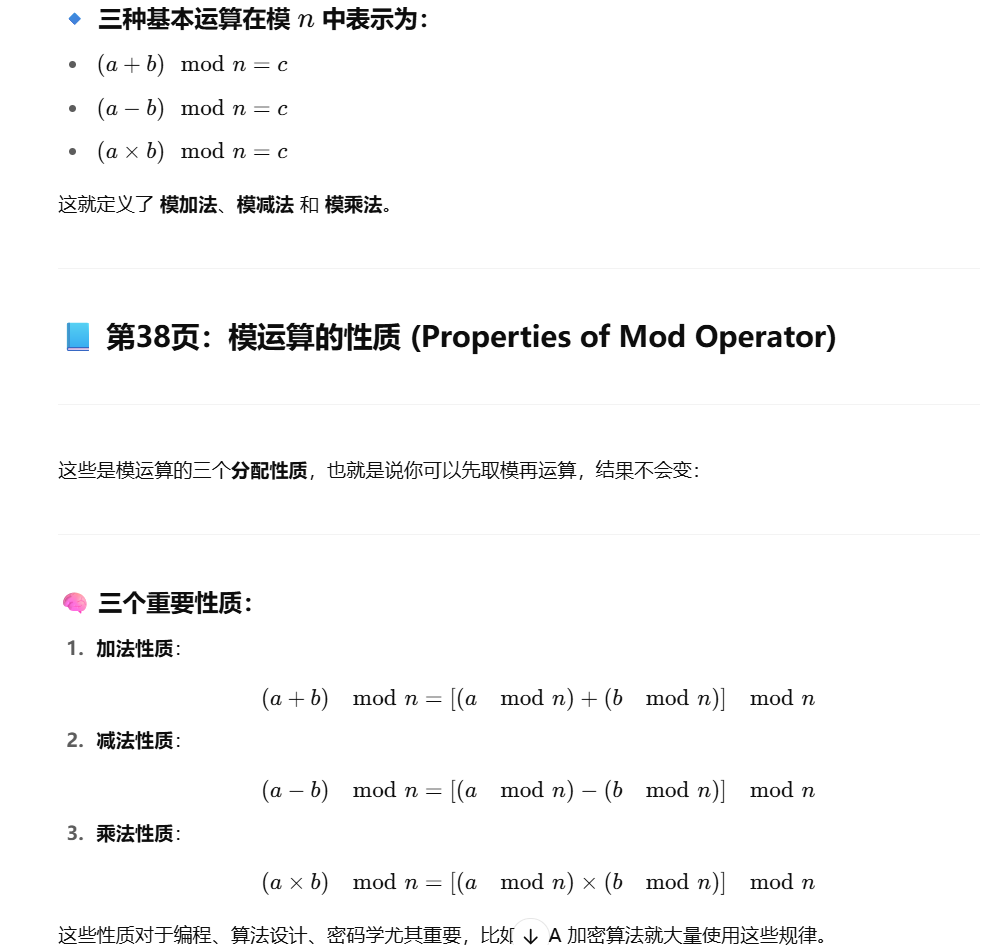 三种基本运算在模 n 中表示为：
(a + b) mod n = c
(a − b) mod n = c
(a × b) mod n = c
这就定义了 模加法、模减法 和 模乘法。
第38页：模运算的性质 (Properties of Mod Operator)
这些是模运算的三个分配性质，也就是说你可以先取模再运算，结果不会变：
三个重要性质：
1. 加法性质：
(a + b) mod n = [(a mod n) + (b mod n)] mod n
2. 减法性质：
(a − b) mod n = [(a mod n) − (b mod n)] mod n
3. 乘法性质：
(a × b) mod n = [(a mod n) × (b mod n)] mod n
这些性质对于编程、算法设计、密码学尤其重要，比如 A 加密算法就大量使用这些规律。